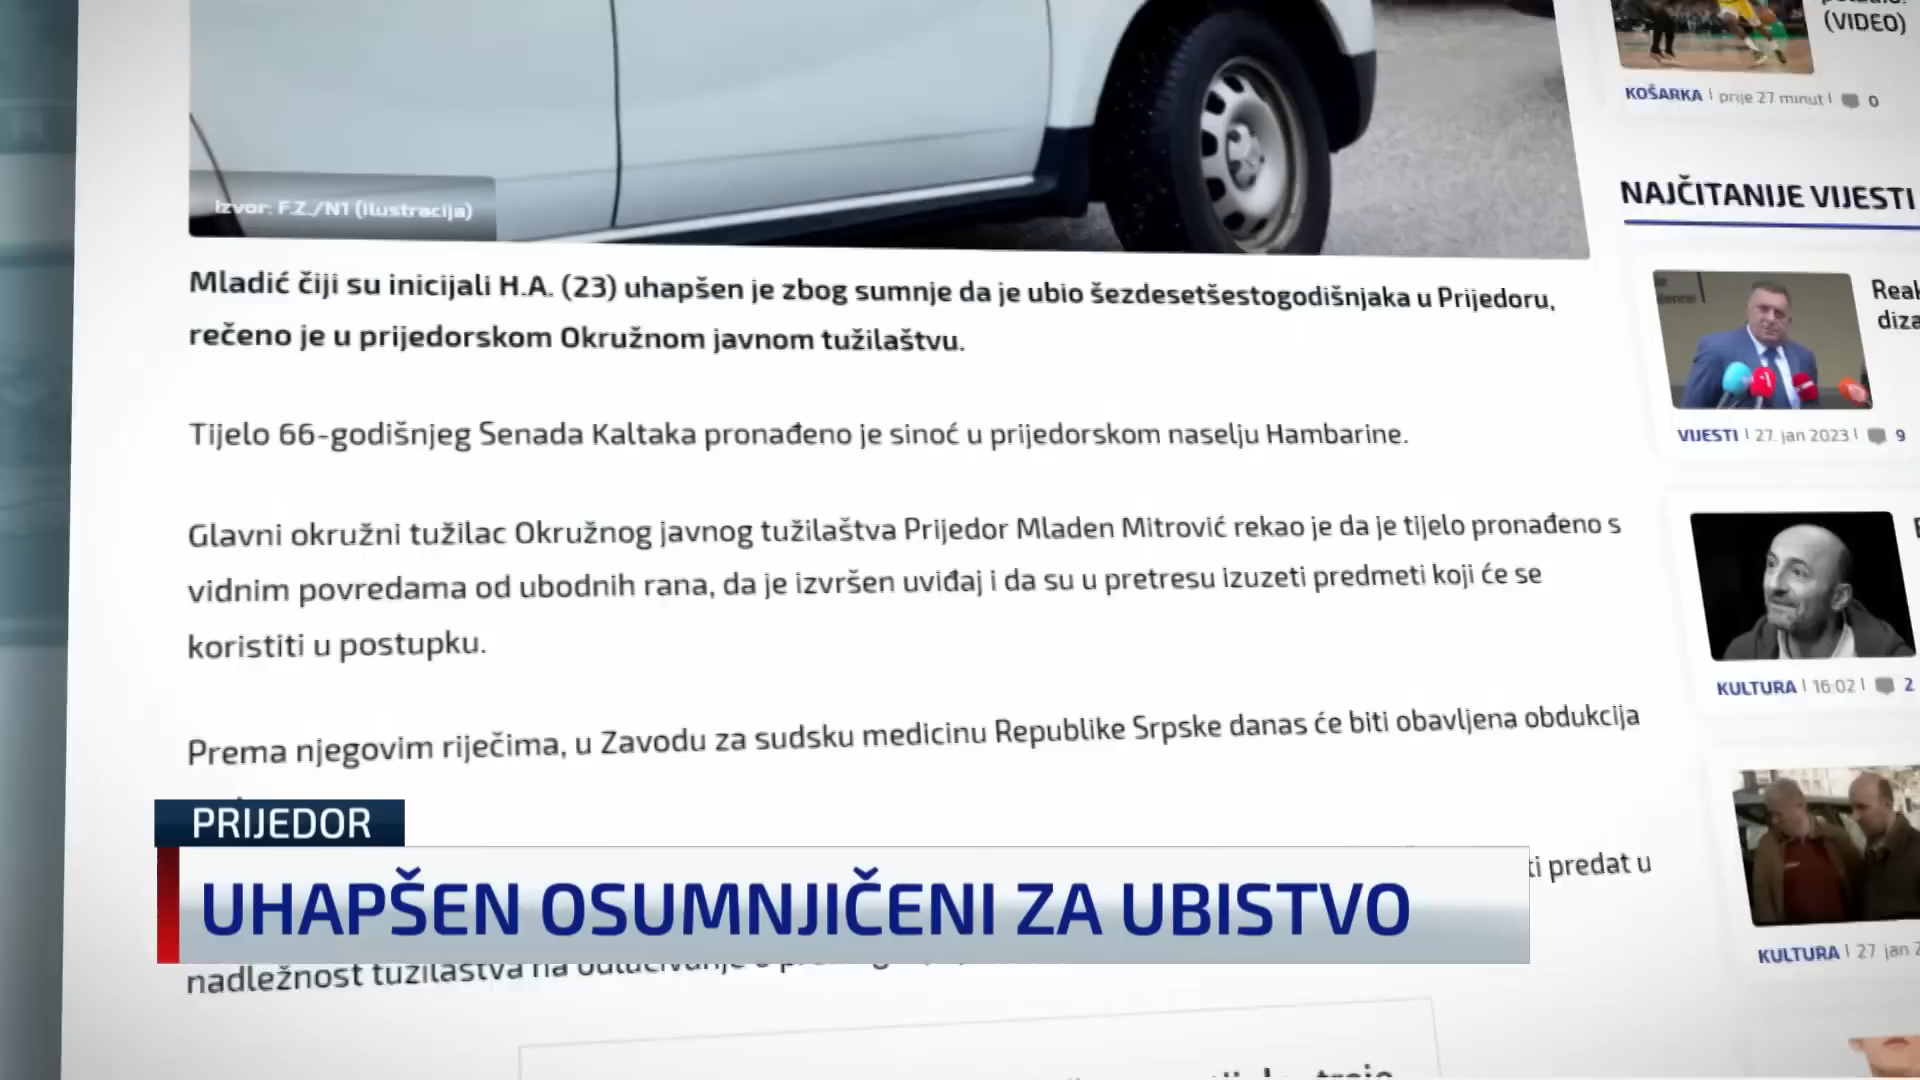 (VIDEO)
KOŠARKA | prije 27 minut | 0
NAJČITANIJE VIJESTI
Izvor: F.Z./N1 (Ilustracija)
Mladić čiji su inicijali H.A. (23) uhapšen je zbog sumnje da je ubio šezdesetšestogodišnjaka u Prijedoru,
rečeno je u prijedorskom Okružnom javnom tužilaštvu.
Tijelo 66-godišnjeg Senada Kaltaka pronađeno je sinoć u prijedorskom naselju Hambarine.
Glavni okružni tužilac Okružnog javnog tužilaštva Prijedor Mladen Mitrović rekao je da je tijelo pronađeno s
vidnim povredama od ubodnih rana, da je izvršen uviđaj i da su u pretresu izuzeti predmeti koji će se
koristiti u postupku.
Prema njegovim riječima, u Zavodu za sudsku medicinu Republike Srpske danas će biti obavljena obdukcija
predat u
nadležnost tužilaštva na
VIJESTI | 27. jan 2023 | 9
KULTURA | 16:02 | 2
KULTURA | 27 jan
PRIJEDOR
UHAPŠEN OSUMNJIČENI ZA UBISTVO